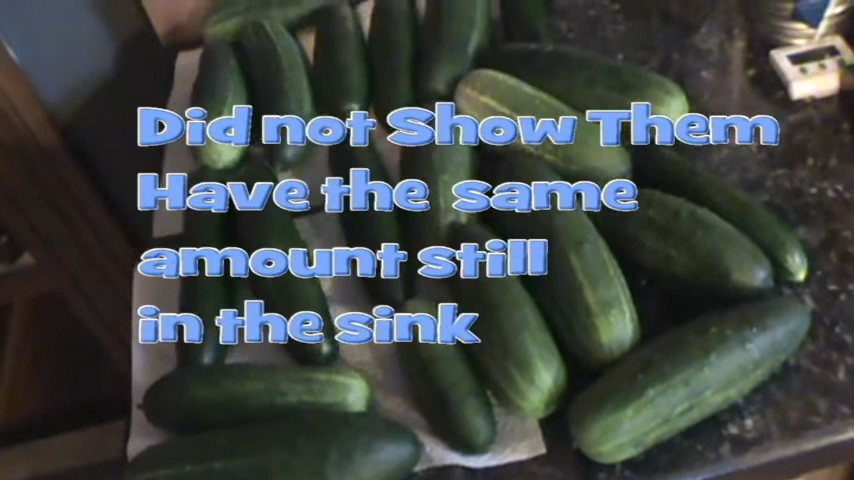 Did not Show Them
Have the same
amount still
in the sink